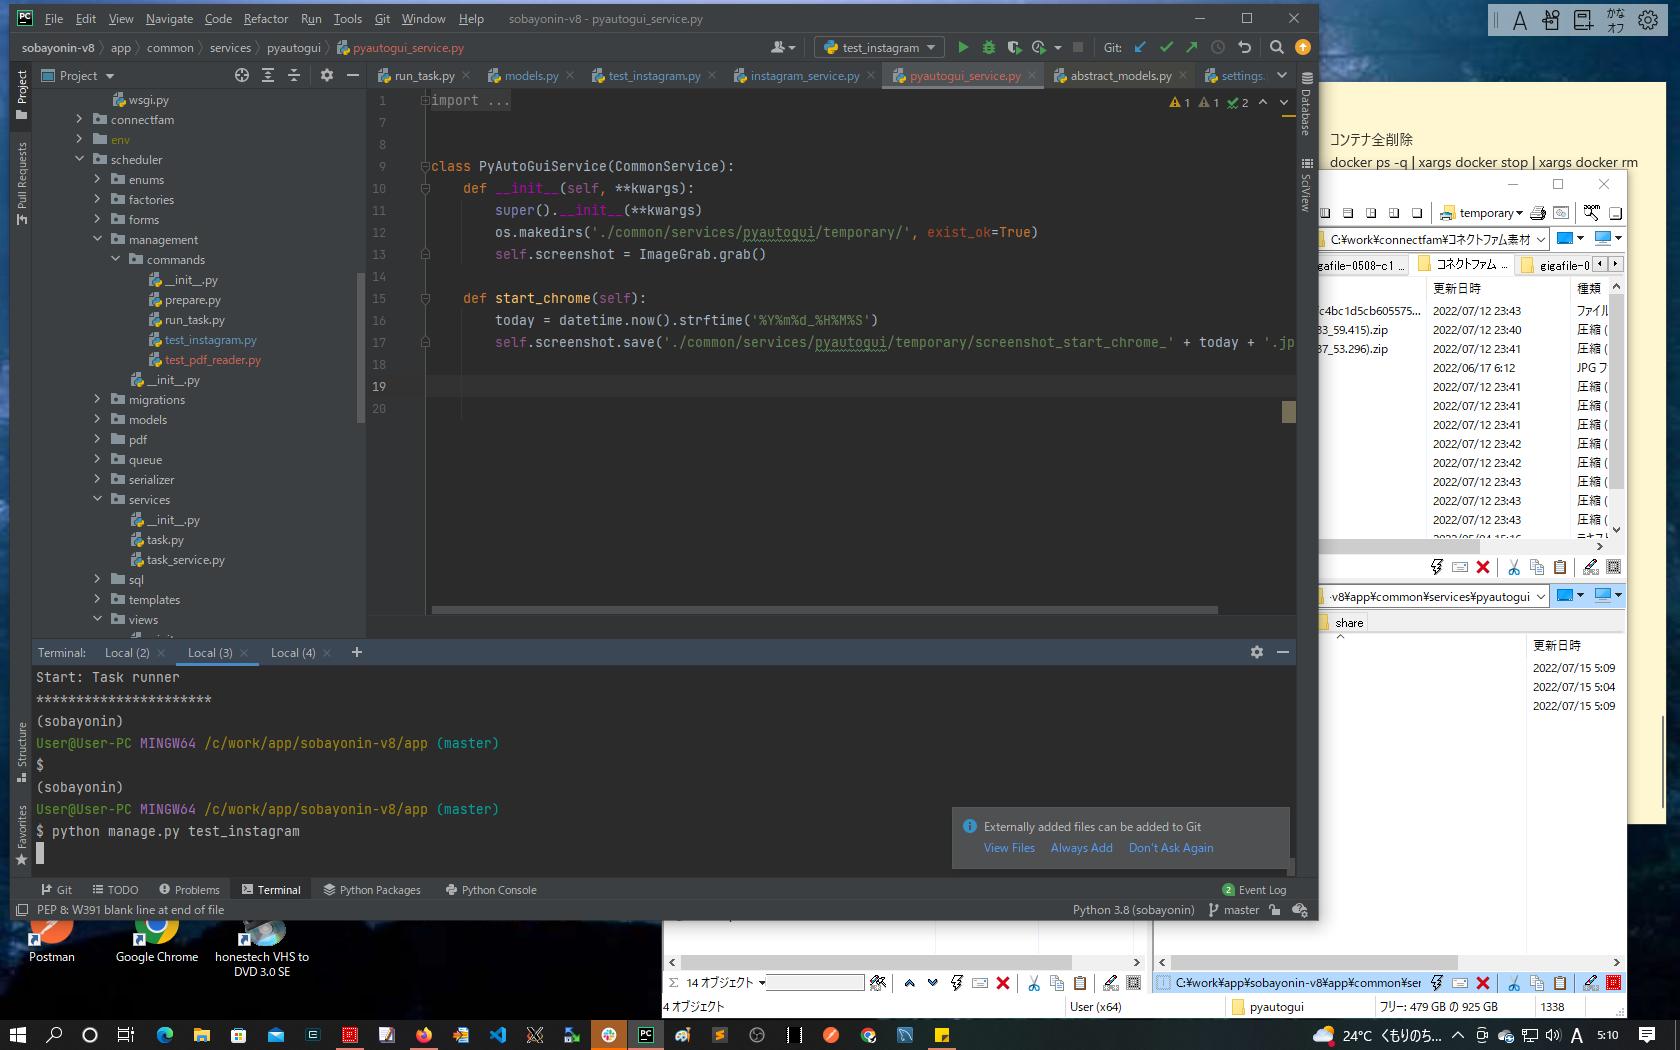 File Edit View Navigate Code Refactor Run Tools Git Window Help sobayonin-v8 - pyautogui_service.py
sobayonin-v8 app common services pyautogui pyautogui_service.py
test_instagram Git:
Project
run_task.py models.py test_instagram.py instagram_service.py pyautogui_service.py abstract_models.py settings.
wsgi.py
connectfam
env
scheduler
enums
factories
forms
management
commands
__init__.py
prepare.py
run_task.py
test_instagram.py
test_pdf_reader.py
__init__.py
migrations
models
pdf
queue
serializer
services
__init__.py
task.py
task_service.py
sql
templates
views
Project
Pull Requests
Structure
Favorites
Database
SciView
1 1 2
1 import ...
7
8
9 class PyAutoGuiService(CommonService):
10 def __init__(self, **kwargs):
11 super().__init__(**kwargs)
12 os.makedirs('./common/services/pyautogui/temporary/', exist_ok=True)
13 self.screenshot = ImageGrab.grab()
14
15 def start_chrome(self):
16 today = datetime.now().strftime('%Y%m%d_%H%M%S')
17 self.screenshot.save('./common/services/pyautogui/temporary/screenshot_start_chrome_' + today + '.jp
18
19
20
Terminal: Local (2) Local (3) Local (4)
Start: Task runner
**********************
(sobayonin)
User@User-PC MINGW64 /c/work/app/sobayonin-v8/app (master)
$
(sobayonin)
User@User-PC MINGW64 /c/work/app/sobayonin-v8/app (master)
$ python manage.py test_instagram
Externally added files can be added to Git
View Files Always Add Don't Ask Again
Git TODO Problems Terminal Python Packages Python Console 2 Event Log
PEP 8: W391 blank line at end of file Python 3.8 (sobayonin) master
A かな
オフ
コンテナ全削除
docker ps -q | xargs docker stop | xargs docker rm
temporary
zoom
C:¥work¥connectfam¥コネクトファム素材
gafile-0508-c1 ... コネクトファム ... gigafile-0
更新日時 種類
c4bc1d5cb605575... 2022/07/12 23:43 ファイル
33_59.415).zip 2022/07/12 23:40 圧縮 (
37_53.296).zip 2022/07/12 23:41 圧縮 (
2022/06/17 6:12 JPG フ
2022/07/12 23:41 圧縮 (
2022/07/12 23:41 圧縮 (
2022/07/12 23:41 圧縮 (
2022/07/12 23:42 圧縮 (
2022/07/12 23:42 圧縮 (
2022/07/12 23:43 圧縮 (
2022/07/12 23:43 圧縮 (
2022/07/12 23:43 圧縮 (
-v8¥app¥common¥services¥pyautogui
share
更新日時
2022/07/15 5:09
2022/07/15 5:04
2022/07/15 5:09
14 オブジェクト C:¥work¥app¥sobayonin-v8¥app¥common¥ser
4 オブジェクト User (x64) pyautogui フリー: 479 GB の 925 GB 1338
Postman
Google Chrome
honestech VHS to
DVD 3.0 SE
24°C くもりのち... A 5:10